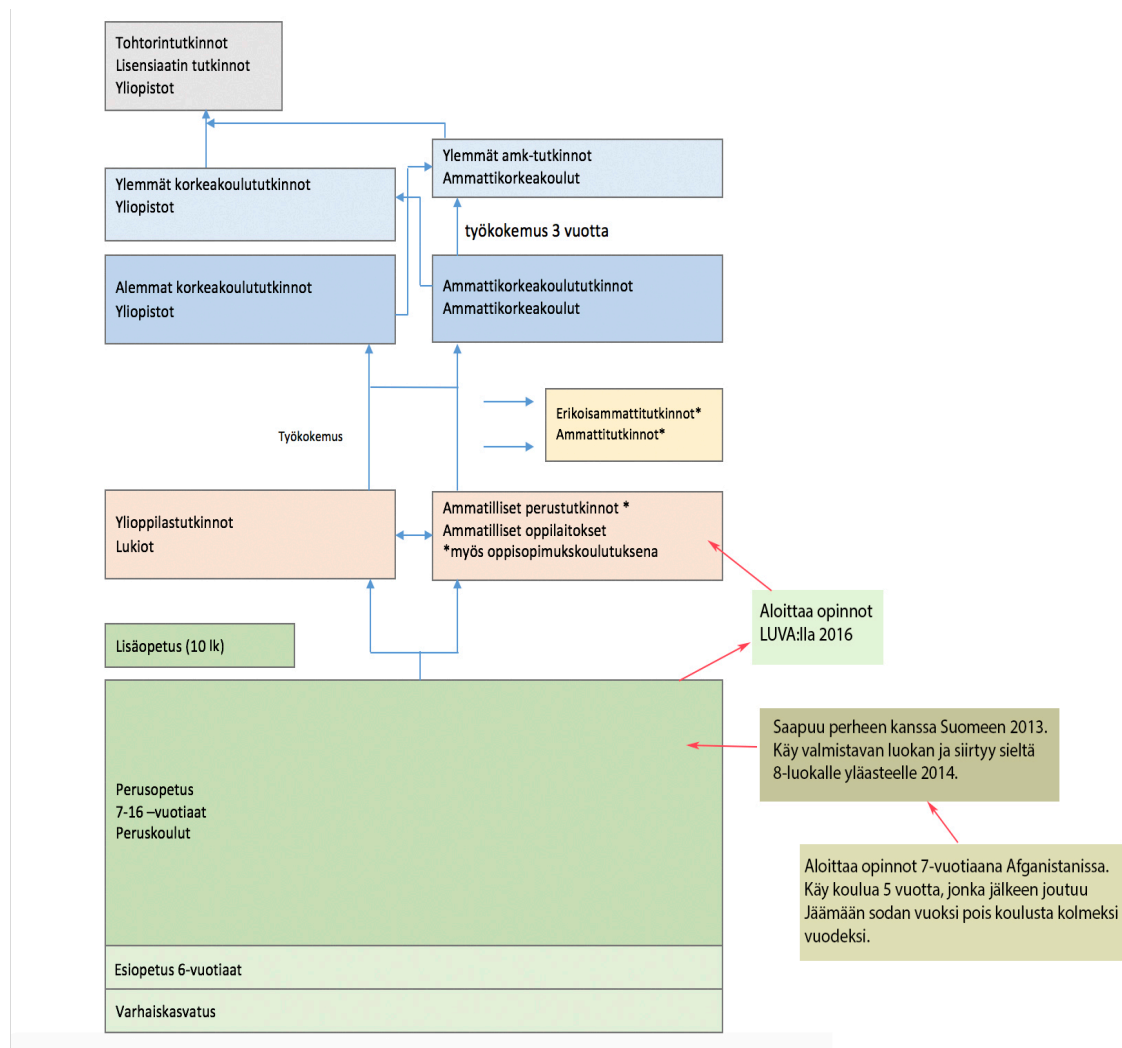 Tohtorintutkinnot
Lisensiaatin tutkinnot
Yliopistot
Ylemmät amk-tutkinnot
Ammattikorkeakoulut
Ylemmät korkeakoulututkinnot
Yliopistot
työkokemus 3 vuotta
Alemmat korkeakoulututkinnot
Yliopistot
Ammattikorkeakoulututkinnot
Ammattikorkeakoulut
Erikoisammattitutkinnot*
Ammattitutkinnot*
Työkokemus
Ylioppilastutkinnot
Lukiot
Ammatilliset perustutkinnot *
Ammatilliset oppilaitokset
*myös oppisopimukskoulutuksena
Aloittaa opinnot
LUVA:lla 2016
Lisäopetus (10 lk)
Saapuu perheen kanssa Suomeen 2013.
Käy valmistavan luokan ja siirtyy sieltä
8-luokalle yläasteelle 2014.
Perusopetus
7-16 –vuotiaat
Peruskoulut
Aloittaa opinnot 7-vuotiaana Afganistanissa.
Käy koulua 5 vuotta, jonka jälkeen joutuu
Jäämään sodan vuoksi pois koulusta kolmeksi
vuodeksi.
Esiopetus 6-vuotiaat
Varhaiskasvatus